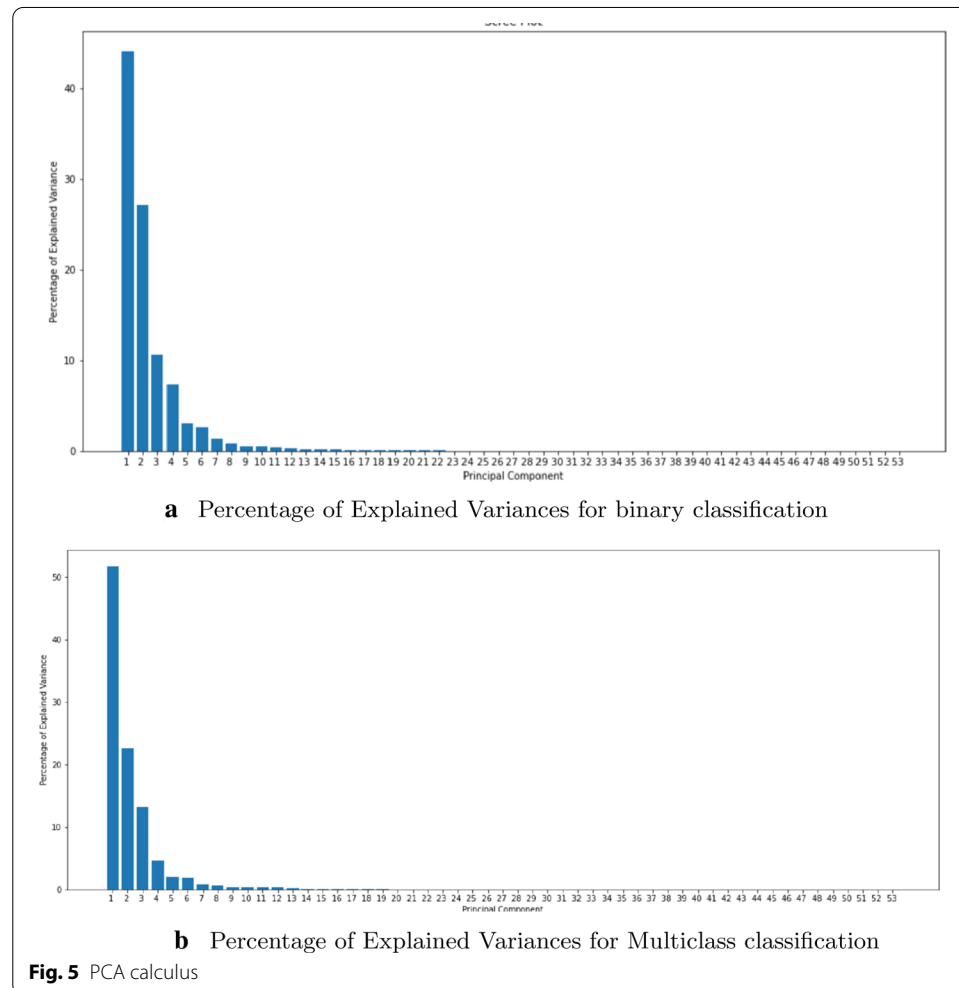 40
30
20
10
0
Percentage of Explained Variance
1 2 3 4 5 6 7 8 9 10 11 12 13 14 15 16 17 18 19 20 21 22 23 24 25 26 27 28 29 30 31 32 33 34 35 36 37 38 39 40 41 42 43 44 45 46 47 48 49 50 51 52 53
Principal Component
a Percentage of Explained Variances for binary classification
50
40
30
20
10
0
Percentage of Explained Variance
1 2 3 4 5 6 7 8 9 10 11 12 13 14 15 16 17 18 19 20 21 22 23 24 25 26 27 28 29 30 31 32 33 34 35 36 37 38 39 40 41 42 43 44 45 46 47 48 49 50 51 52 53
Principal Component
b Percentage of Explained Variances for Multiclass classification
Fig. 5 PCA calculus